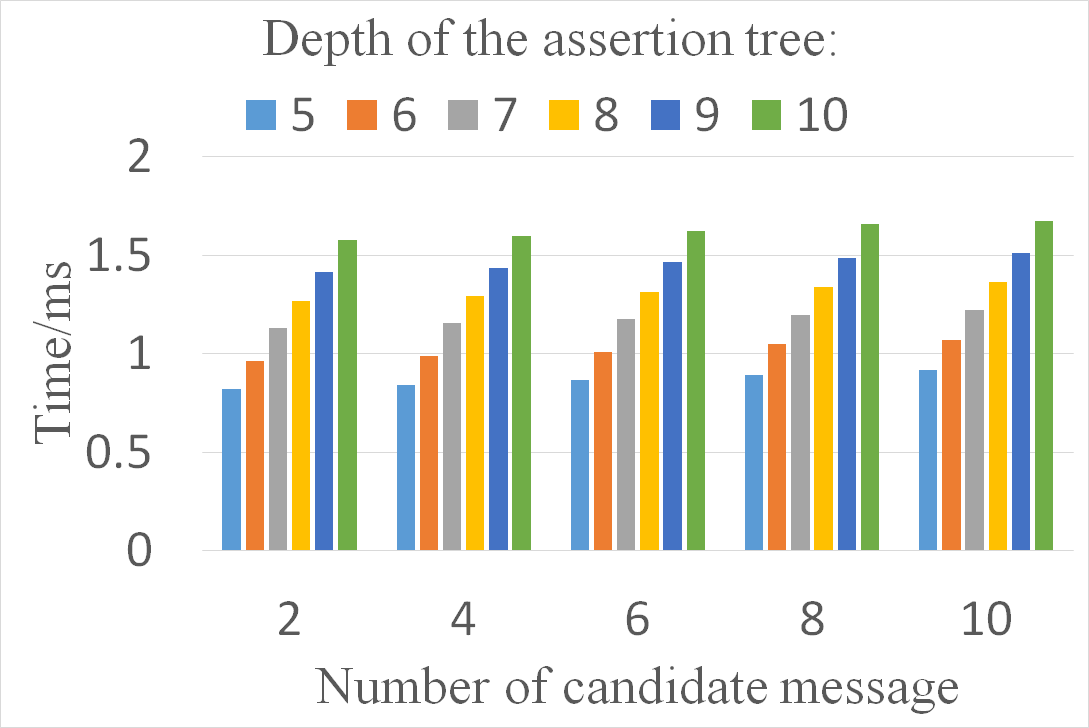 Depth of the assertion tree:
5 6 7 8 9 10
2
1.5
1
0.5
0
Time/ms
2 4 6 8 10
Number of candidate message